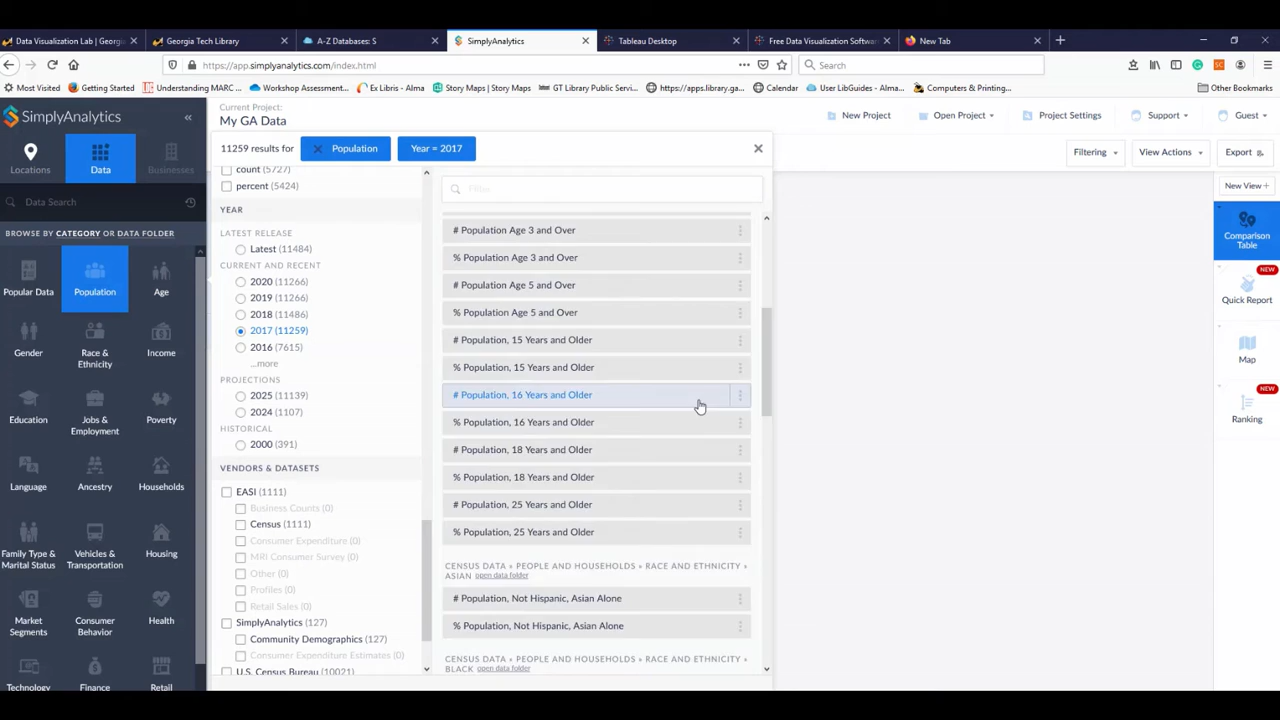 Data Visualization Lab | Georgia
Georgia Tech Library
A-Z Databases: S
SimplyAnalytics
Tableau Desktop
Free Data Visualization Softwar
New Tab
https://app.simplyanalytics.com/index.html
Search
Most Visited
Getting Started
Understanding MARC ...
Workshop Assessment...
Ex Libris - Alma
Story Maps | Story Maps
GT Library Public Servi...
https://apps.library.ga...
Calendar
User LibGuides - Alma...
Computers & Printing...
Other Bookmarks
SimplyAnalytics
«
Current Project:
My GA Data
New Project
Open Project
Project Settings
Support
Guest
Locations
Data
Businesses
11259 results for
Population
Year = 2017
Filtering
View Actions
Export
Data Search
BROWSE BY CATEGORY OR DATA FOLDER
Popular Data
Population
Age
Gender
Race &
Ethnicity
Income
Education
Jobs &
Employment
Poverty
Language
Ancestry
Households
Family Type &
Marital Status
Vehicles &
Transportation
Housing
Market
Segments
Consumer
Behavior
Health
Technology
Finance
Retail
count (5727)
percent (5424)
YEAR
LATEST RELEASE
Latest (11484)
CURRENT AND RECENT
2020 (11266)
2019 (11266)
2018 (11486)
2017 (11259)
2016 (7615)
...more
PROJECTIONS
2025 (11139)
2024 (1107)
HISTORICAL
2000 (391)
VENDORS & DATASETS
EASI (1111)
Business Counts (0)
Census (1111)
Consumer Expenditure (0)
MRI Consumer Survey (0)
Other (0)
Profiles (0)
Retail Sales (0)
SimplyAnalytics (127)
Community Demographics (127)
Consumer Expenditure Estimates (0)
U.S. Census Bureau (10021)
Filter
# Population Age 3 and Over
% Population Age 3 and Over
# Population Age 5 and Over
% Population Age 5 and Over
# Population, 15 Years and Older
% Population, 15 Years and Older
# Population, 16 Years and Older
% Population, 16 Years and Older
# Population, 18 Years and Older
% Population, 18 Years and Older
# Population, 25 Years and Older
% Population, 25 Years and Older
CENSUS DATA » PEOPLE AND HOUSEHOLDS » RACE AND ETHNICITY »
ASIAN open data folder
# Population, Not Hispanic, Asian Alone
% Population, Not Hispanic, Asian Alone
CENSUS DATA » PEOPLE AND HOUSEHOLDS » RACE AND ETHNICITY »
BLACK open data folder
New View +
Comparison
Table
NEW
Quick Report
Map
NEW
Ranking